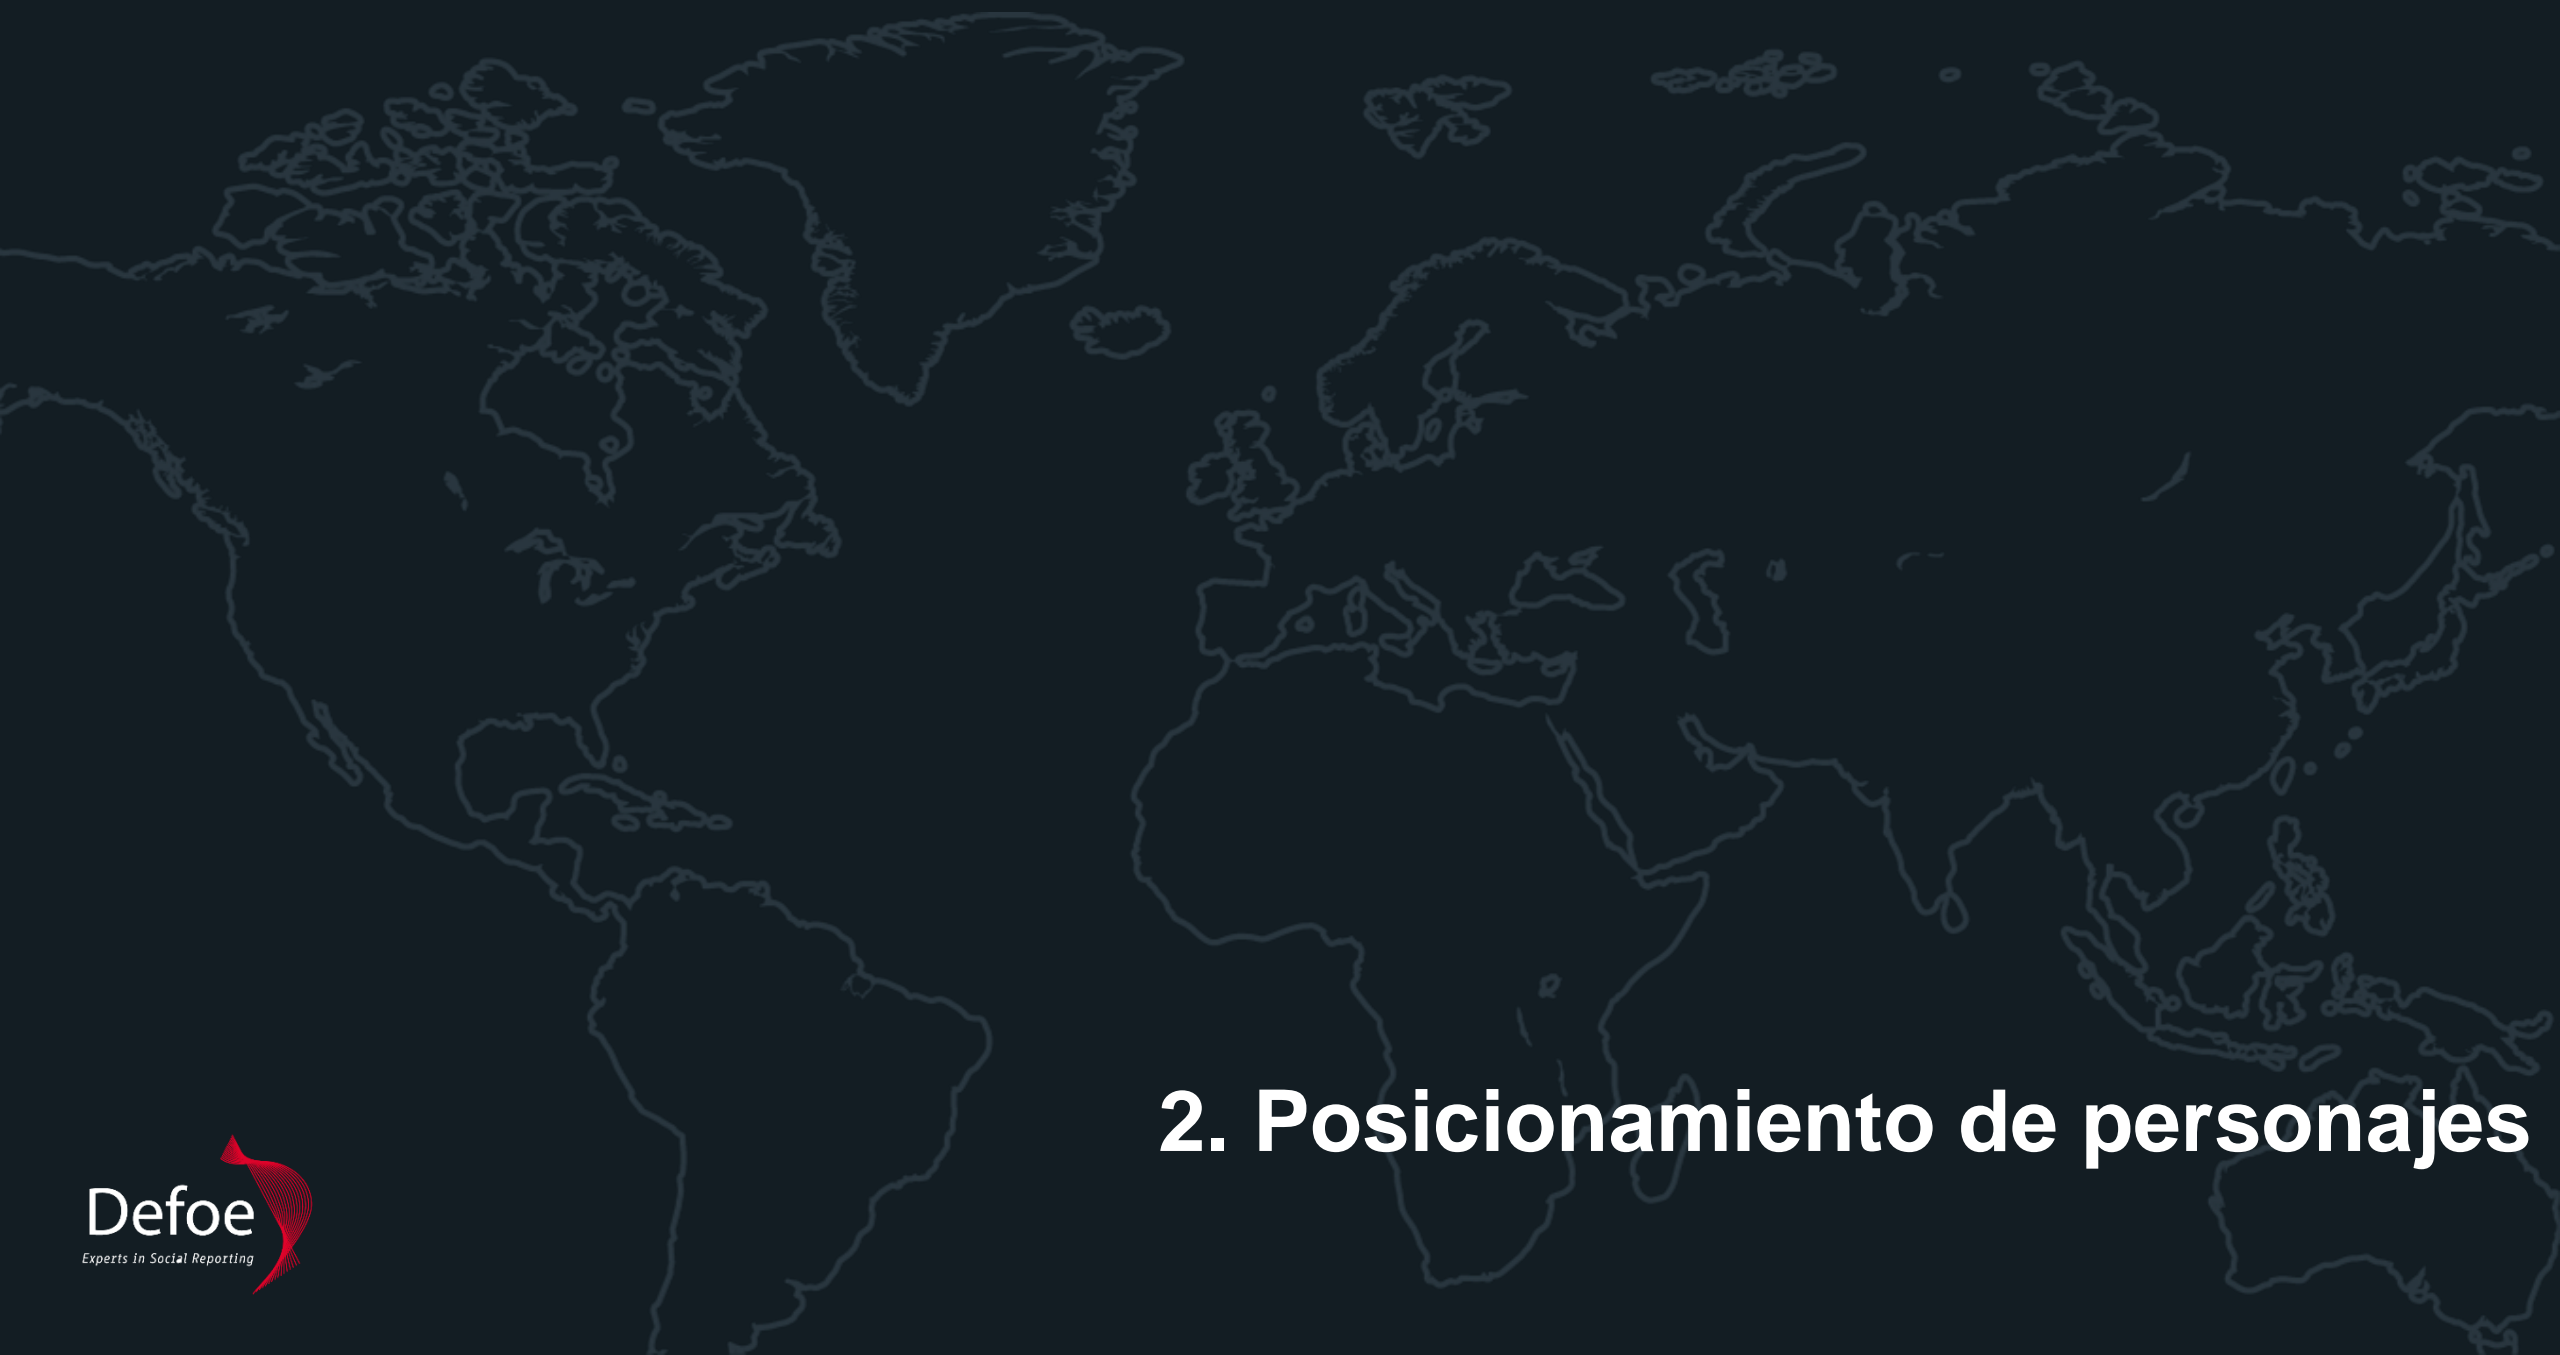 2. Posicionamiento de personajes
Defoe
Experts in Social Reporting